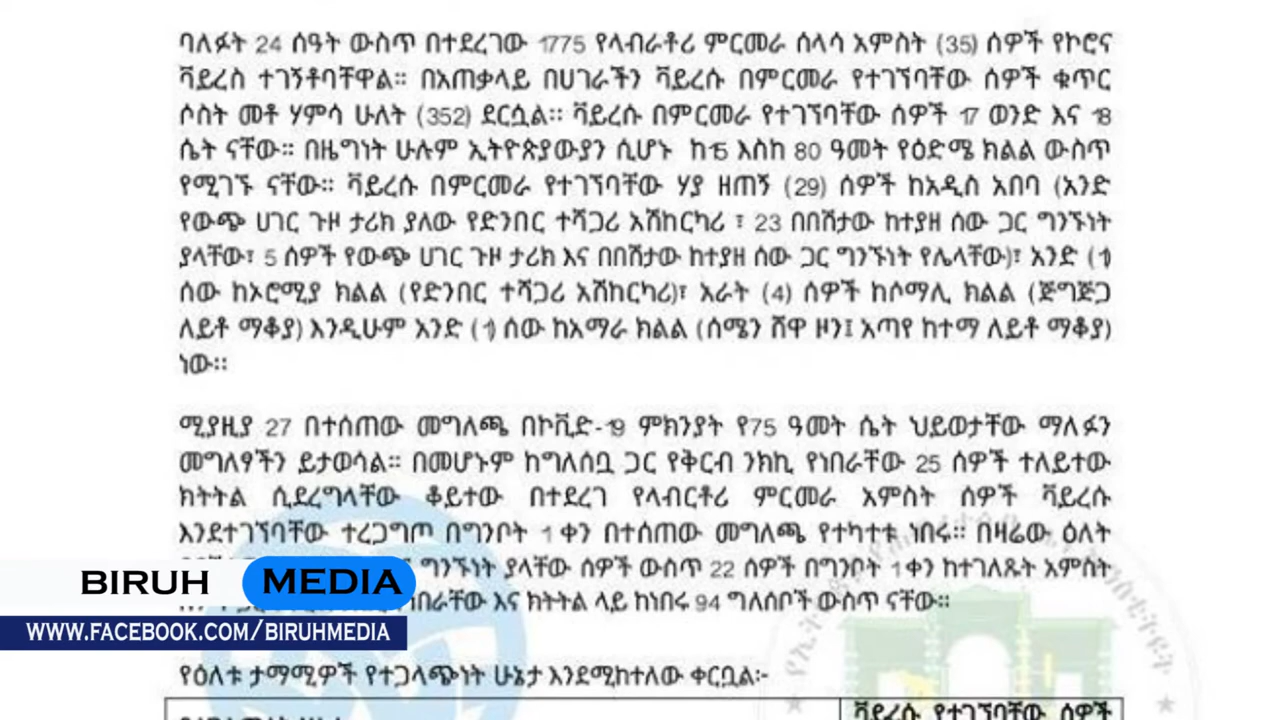 ባለፉት 24 ሰዓት ውስጥ በተደረገው 1775 የላብራቶሪ ምርመራ ሰላሳ አምስት (35) ሰዎች የኮሮና
ቫይረስ ተገኝቶባቸዋል። በአጠቃላይ በሀገራችን ቫይረሱ በምርመራ የተገኘባቸው ሰዎች ቁጥር
ሶስት መቶ ሃምሳ ሁለት (352) ደርሷል። ቫይረሱ በምርመራ የተገኘባቸው ሰዎች 17 ወንድ እና 18
ሴት ናቸው። በዜግነት ሁሉም ኢትዮጵያውያን ሲሆኑ ከ15 እስከ 80 ዓመት የዕድሜ ክልል ውስጥ
የሚገኙ ናቸው። ቫይረሱ በምርመራ የተገኘባቸው ሃያ ዘጠኝ (29) ሰዎች ከአዲስ አበባ (አንድ
የውጭ ሀገር ጉዞ ታሪክ ያለው የድንበር ተሻጋሪ አሽከርካሪ ፣ 23 በበሽታው ከተያዘ ሰው ጋር ግንኙነት
ያላቸው፣ 5 ሰዎች የውጭ ሀገር ጉዞ ታሪክ እና በበሽታው ከተያዘ ሰው ጋር ግንኙነት የሌላቸው)፣ አንድ (1)
ሰው ከኦሮሚያ ክልል (የድንበር ተሻጋሪ አሽከርካሪ)፣ አራት (4) ሰዎች ከሶማሊ ክልል (ጅግጅጋ
ለይቶ ማቆያ) እንዲሁም አንድ (1) ሰው ከአማራ ክልል (ሰሜን ሸዋ ዞን፤ አጣየ ከተማ ለይቶ ማቆያ)
ነው።
ሚያዚያ 27 በተሰጠው መግለጫ በኮቪድ-19 ምክንያት የ75 ዓመት ሴት ህይወታቸው ማለፉን
መግለፃችን ይታወሳል። በመሆኑም ከግለሰቧ ጋር የቅርብ ንክኪ የነበራቸው 25 ሰዎች ተለይተው
ክትትል ሲደረግላቸው ቆይተው በተደረገ የላብርቶሪ ምርመራ አምስት ሰዎች ቫይረሱ
እንደተገኘባቸው ተረጋግጦ በግንቦት 1 ቀን በተሰጠው መግለጫ የተካተቱ ነበሩ። በዛሬው ዕለት
ግንኙነት ያላቸው ሰዎች ውስጥ 22 ሰዎች በግንቦት 1 ቀን ከተገለጹት አምስት
BIRUH MEDIA
እና ክትትል ላይ ከነበሩ 94 ግለሰቦች ውስጥ ናቸው።
WWW.FACEBOOK.COM/BIRUHMEDIA
የዕለቱ ታማሚዎች የተጋላጭነት ሁኔታ እንደሚከተለው ቀርቧል፡-
ቫይረሱ የተገኘባቸው ሰዎች